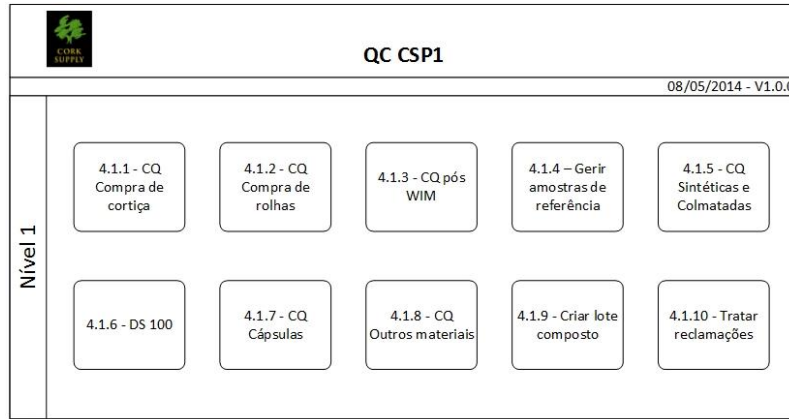 CORK
SUPPLY
QC CSP1
08/05/2014 - V1.0.0
Nível 1
4.1.1 - CQ
Compra de
cortiça
4.1.2 - CQ
Compra de
rolhas
4.1.3 - CQ pós
WIM
4.1.4 – Gerir
amostras de
referência
4.1.5 - CQ
Sintéticas e
Colmatadas
4.1.6 - DS 100
4.1.7 - CQ
Cápsulas
4.1.8 - CQ
Outros materiais
4.1.9 - Criar lote
composto
4.1.10 - Tratar
reclamações